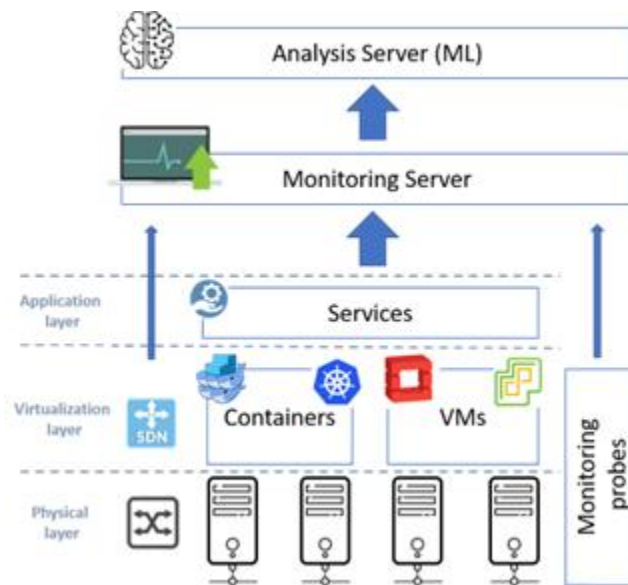 Analysis Server (ML)
Monitoring Server
Application
layer
Services
Virtualization
layer
SDN
Containers
VMs
Physical
layer
Monitoring
probes